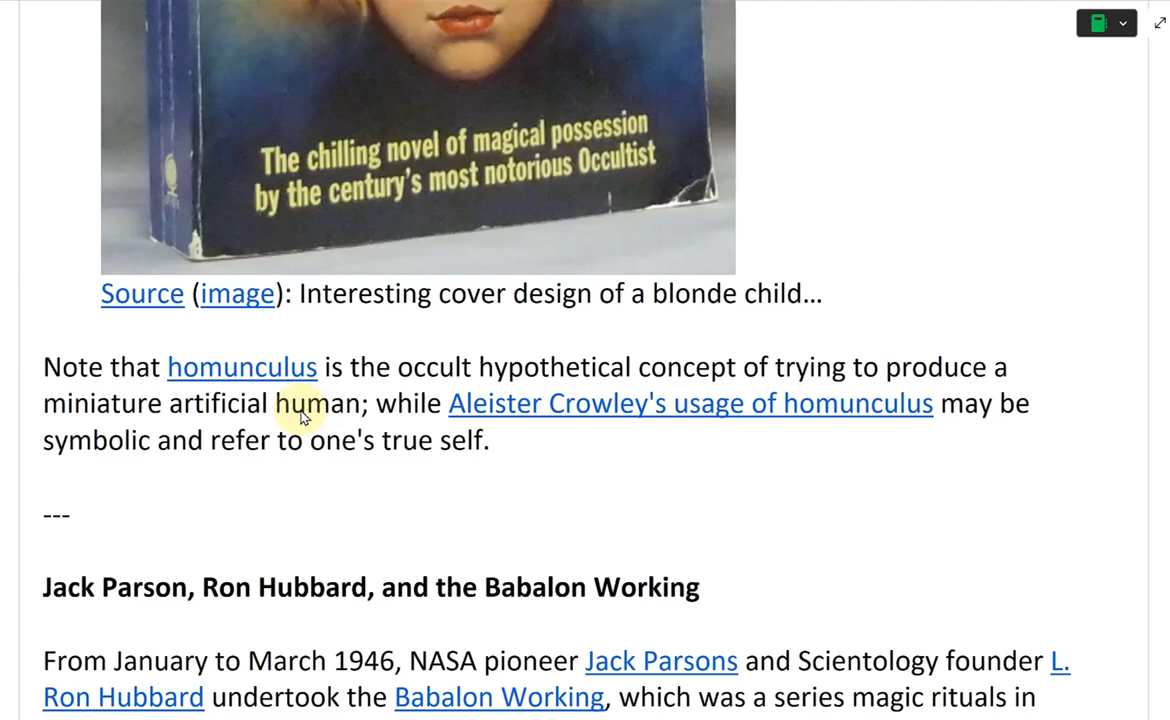 The chilling novel of magical possession
by the century's most notorious Occultist
Source (image): Interesting cover design of a blonde child...
Note that homunculus is the occult hypothetical concept of trying to produce a
miniature artificial human; while Aleister Crowley's usage of homunculus may be
symbolic and refer to one's true self.
---
Jack Parson, Ron Hubbard, and the Babalon Working
From January to March 1946, NASA pioneer Jack Parsons and Scientology founder L.
Ron Hubbard undertook the Babalon Working, which was a series magic rituals in